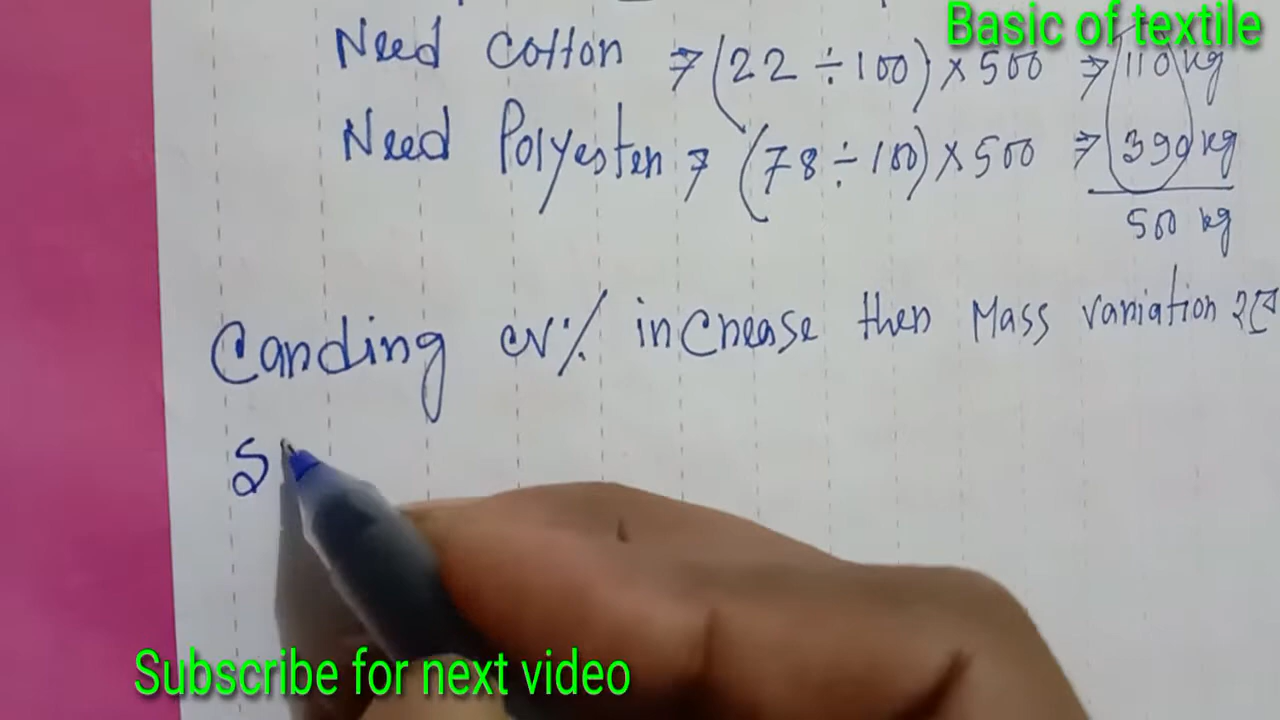 Basic of textile
Need Cotton ⇒ (22 ÷ 100) × 500 ⇒ 110 kg
Need Polyester ⇒ (78 ÷ 100) × 500 ⇒ 390 kg
500 kg
Carding cv% increase then Mass variation হবে
S
Subscribe for next video